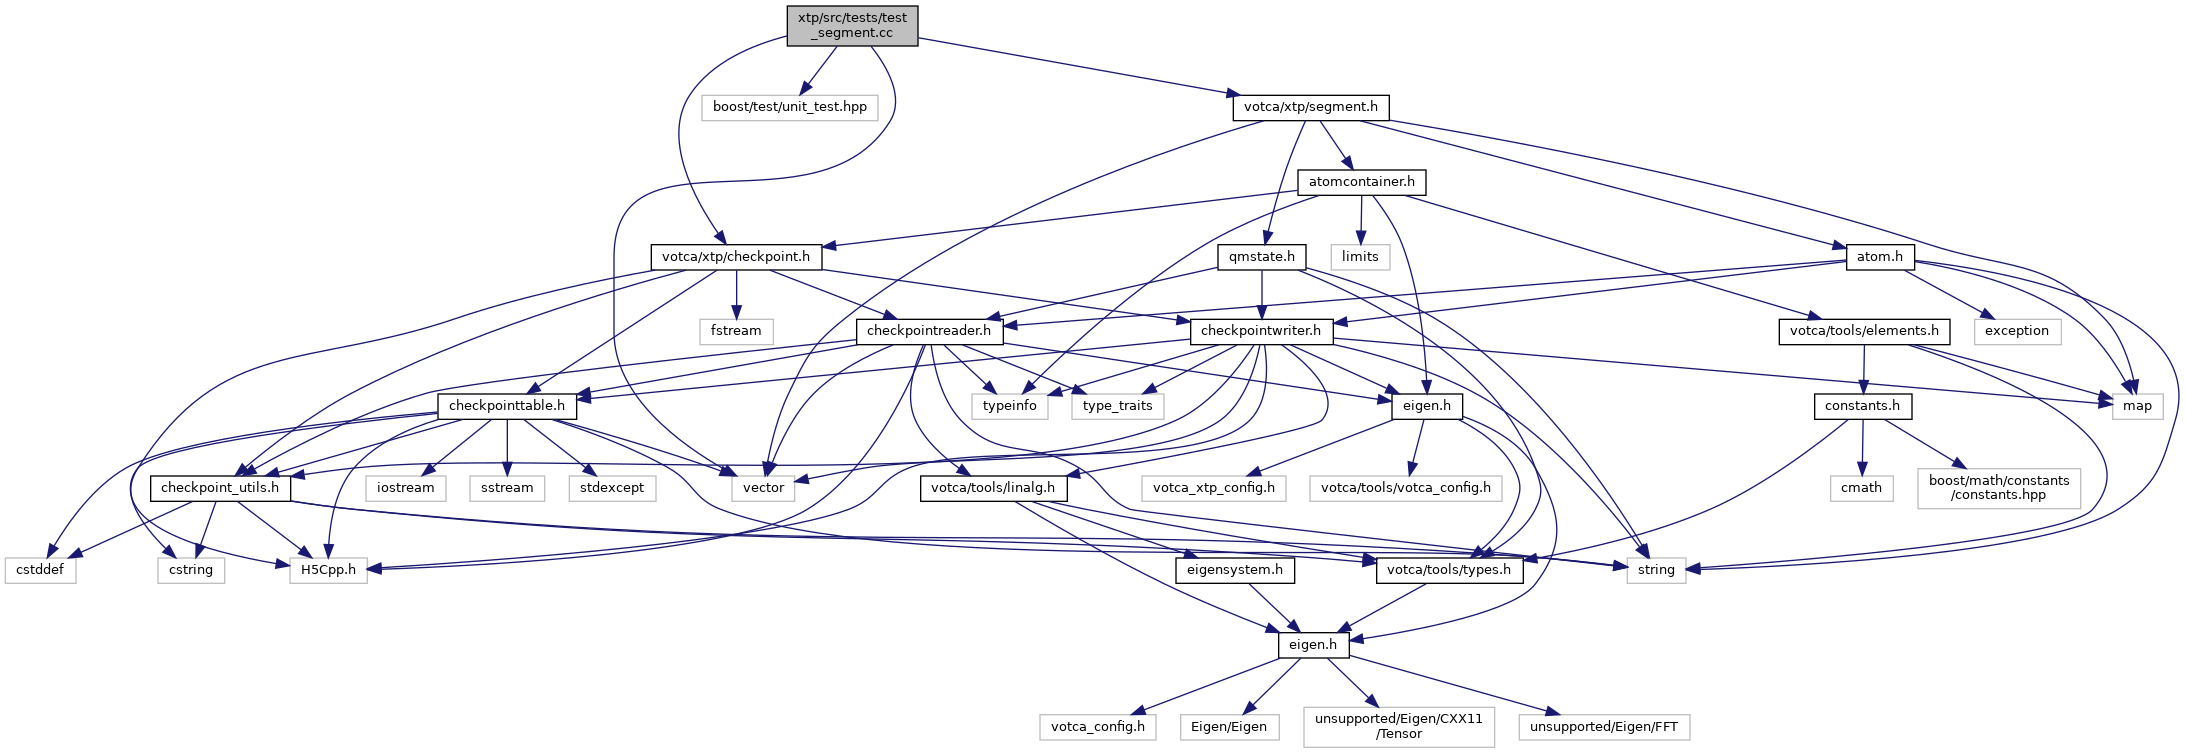 xtp/src/tests/test
_segment.cc
boost/test/unit_test.hpp
votca/xtp/segment.h
atomcontainer.h
votca/xtp/checkpoint.h
qmstate.h
limits
atom.h
fstream
checkpointreader.h
checkpointwriter.h
votca/tools/elements.h
exception
checkpointtable.h
typeinfo
type_traits
eigen.h
constants.h
map
checkpoint_utils.h
iostream
sstream
stdexcept
vector
votca/tools/linalg.h
votca_xtp_config.h
votca/tools/votca_config.h
cmath
boost/math/constants
/constants.hpp
cstddef
cstring
H5Cpp.h
eigensystem.h
votca/tools/types.h
string
eigen.h
votca_config.h
Eigen/Eigen
unsupported/Eigen/CXX11
/Tensor
unsupported/Eigen/FFT